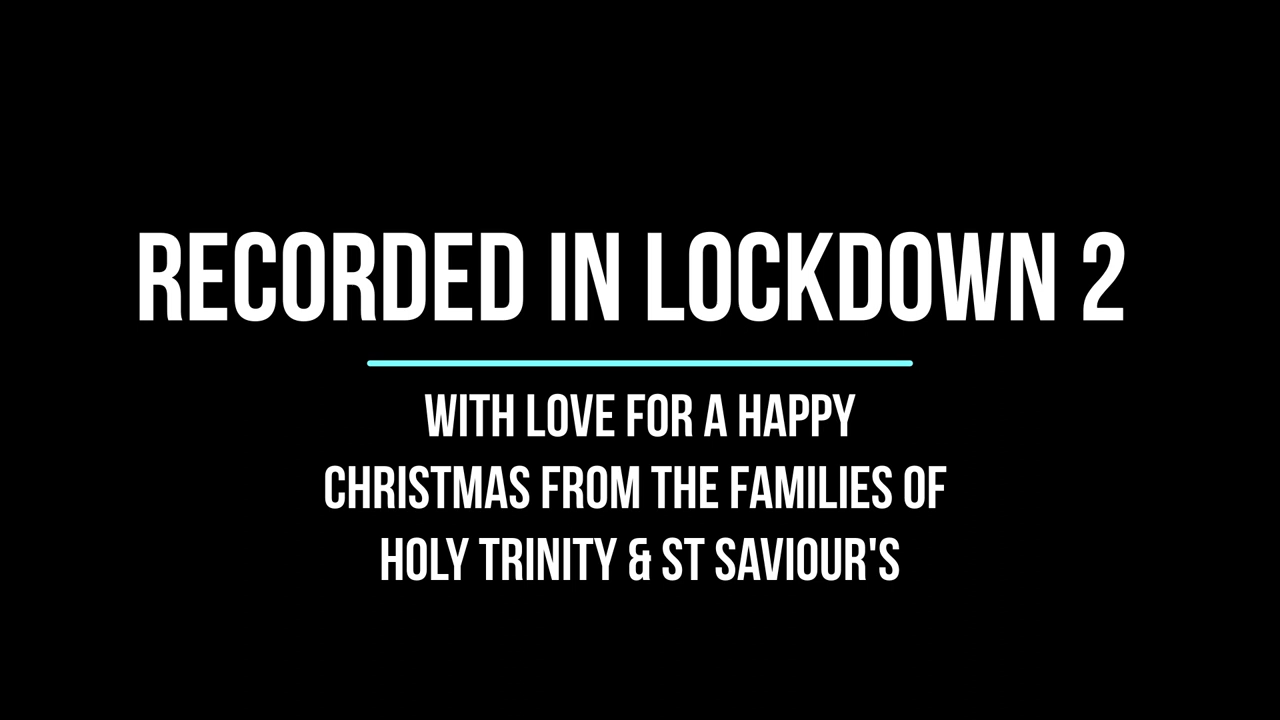 RECORDED IN LOCKDOWN 2
WITH LOVE FOR A HAPPY
CHRISTMAS FROM THE FAMILIES OF
HOLY TRINITY & ST SAVIOUR'S